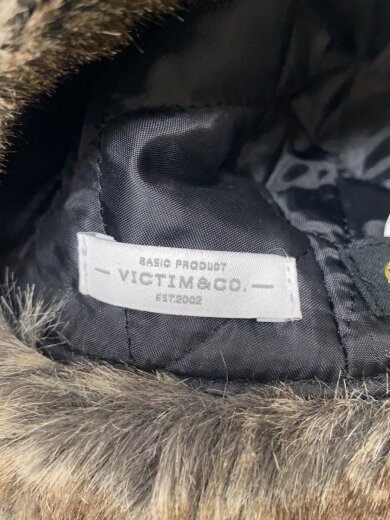 BASIC PRODUCT
— VICTIM&CO. —
EST.2002